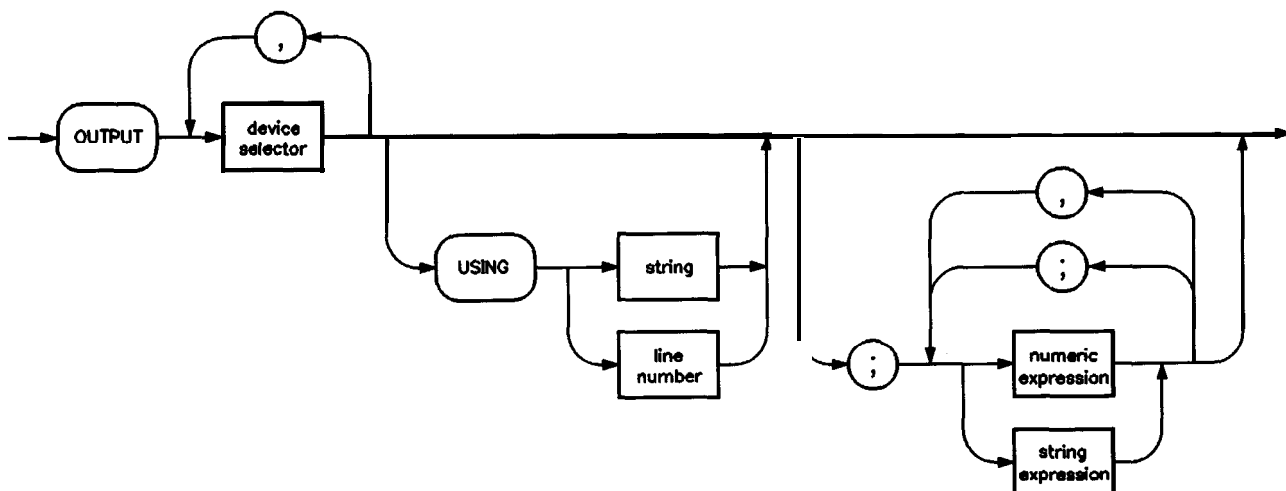 ,
OUTPUT
device
selector
,
;
USING
string
line
number
;
numeric
expression
string
expression